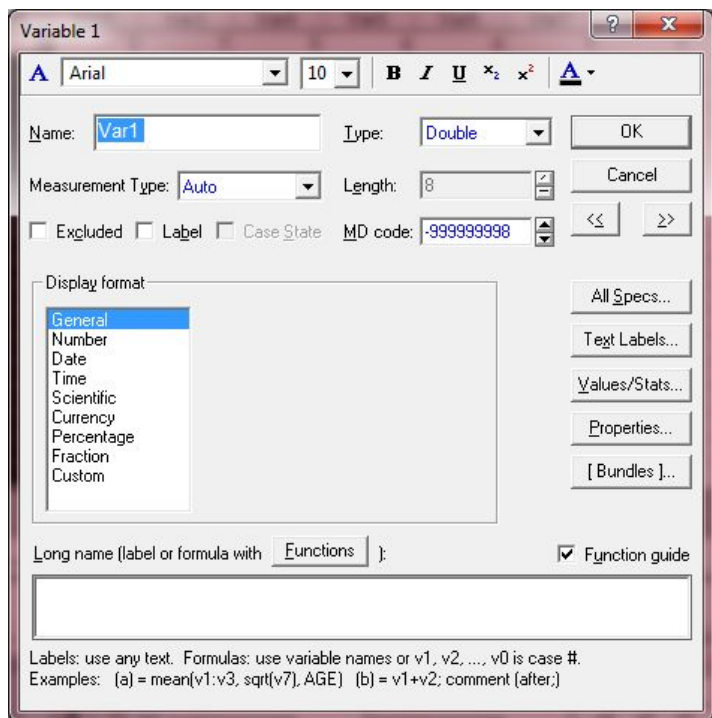 Variable 1
A Arial 10 B I U x₂ x² A
Name: Var1 Type: Double OK
Measurement Type: Auto Length: 8 Cancel
Excluded Label Case State MD code: -999999998 << >>
Display format
General
Number
Date
Time
Scientific
Currency
Percentage
Fraction
Custom
All Specs...
Text Labels...
Values/Stats...
Properties...
[ Bundles ]...
Long name (label or formula with Functions ): Function guide
Labels: use any text. Formulas: use variable names or v1, v2, ..., v0 is case #.
Examples: (a) = mean(v1:v3, sqrt(v7), AGE) (b) = v1+v2; comment (after;)